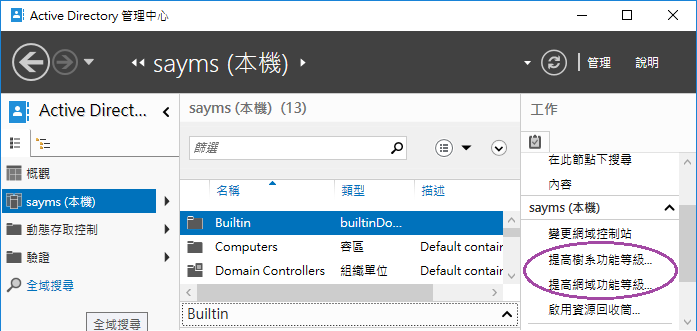 Active Directory 管理中心
sayms (本機)
管理
說明
Active Direct...
概觀
sayms (本機)
動態存取控制
驗證
全域搜尋
全域搜尋
sayms (本機) (13)
篩選
名稱 類型 描述
Builtin builtinDo...
Computers 容區 Default contain
Domain Controllers 組織單位 Default contain
Builtin
工作
在此節點下搜尋
內容
sayms (本機)
變更網域控制站
提高樹系功能等級...
提高網域功能等級...
啟用資源回收筒...